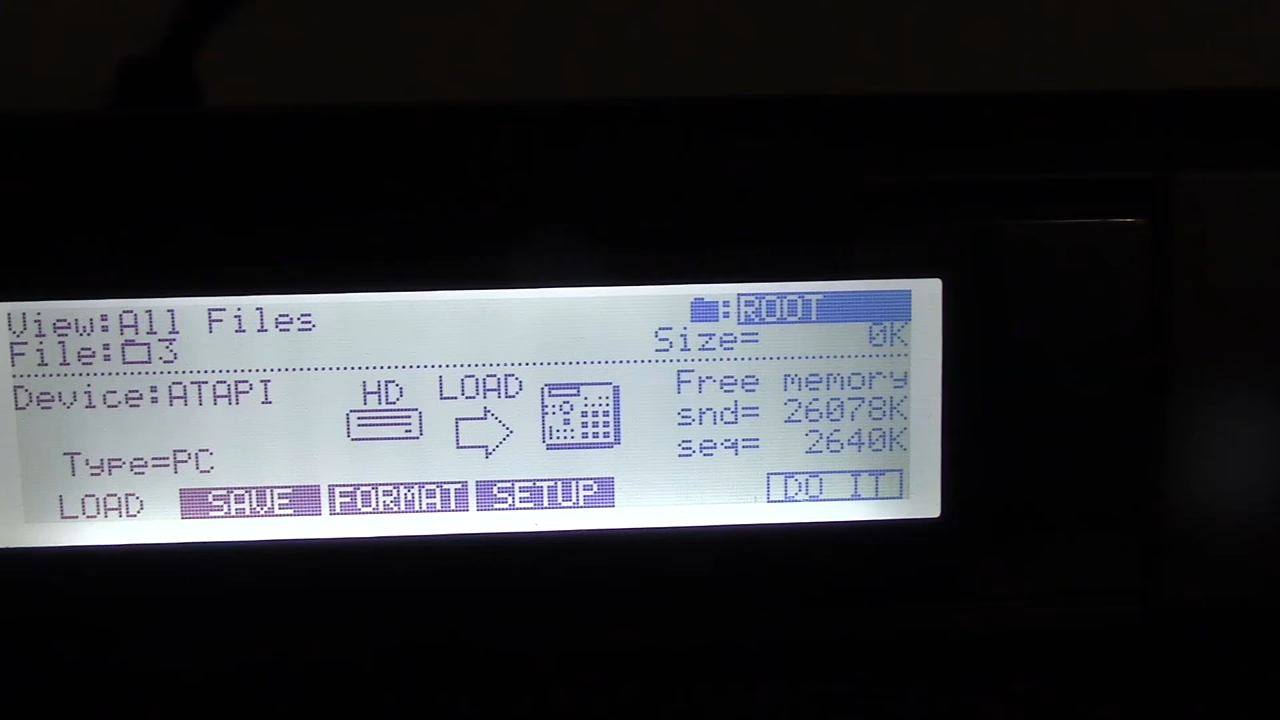 View:All Files
:ROOT
File:3
Size= 0K
Device:ATAPI
HD
LOAD
Free memory
snd= 26078K
seq= 2640K
Type=PC
LOAD SAVE FORMAT SETUP DO IT